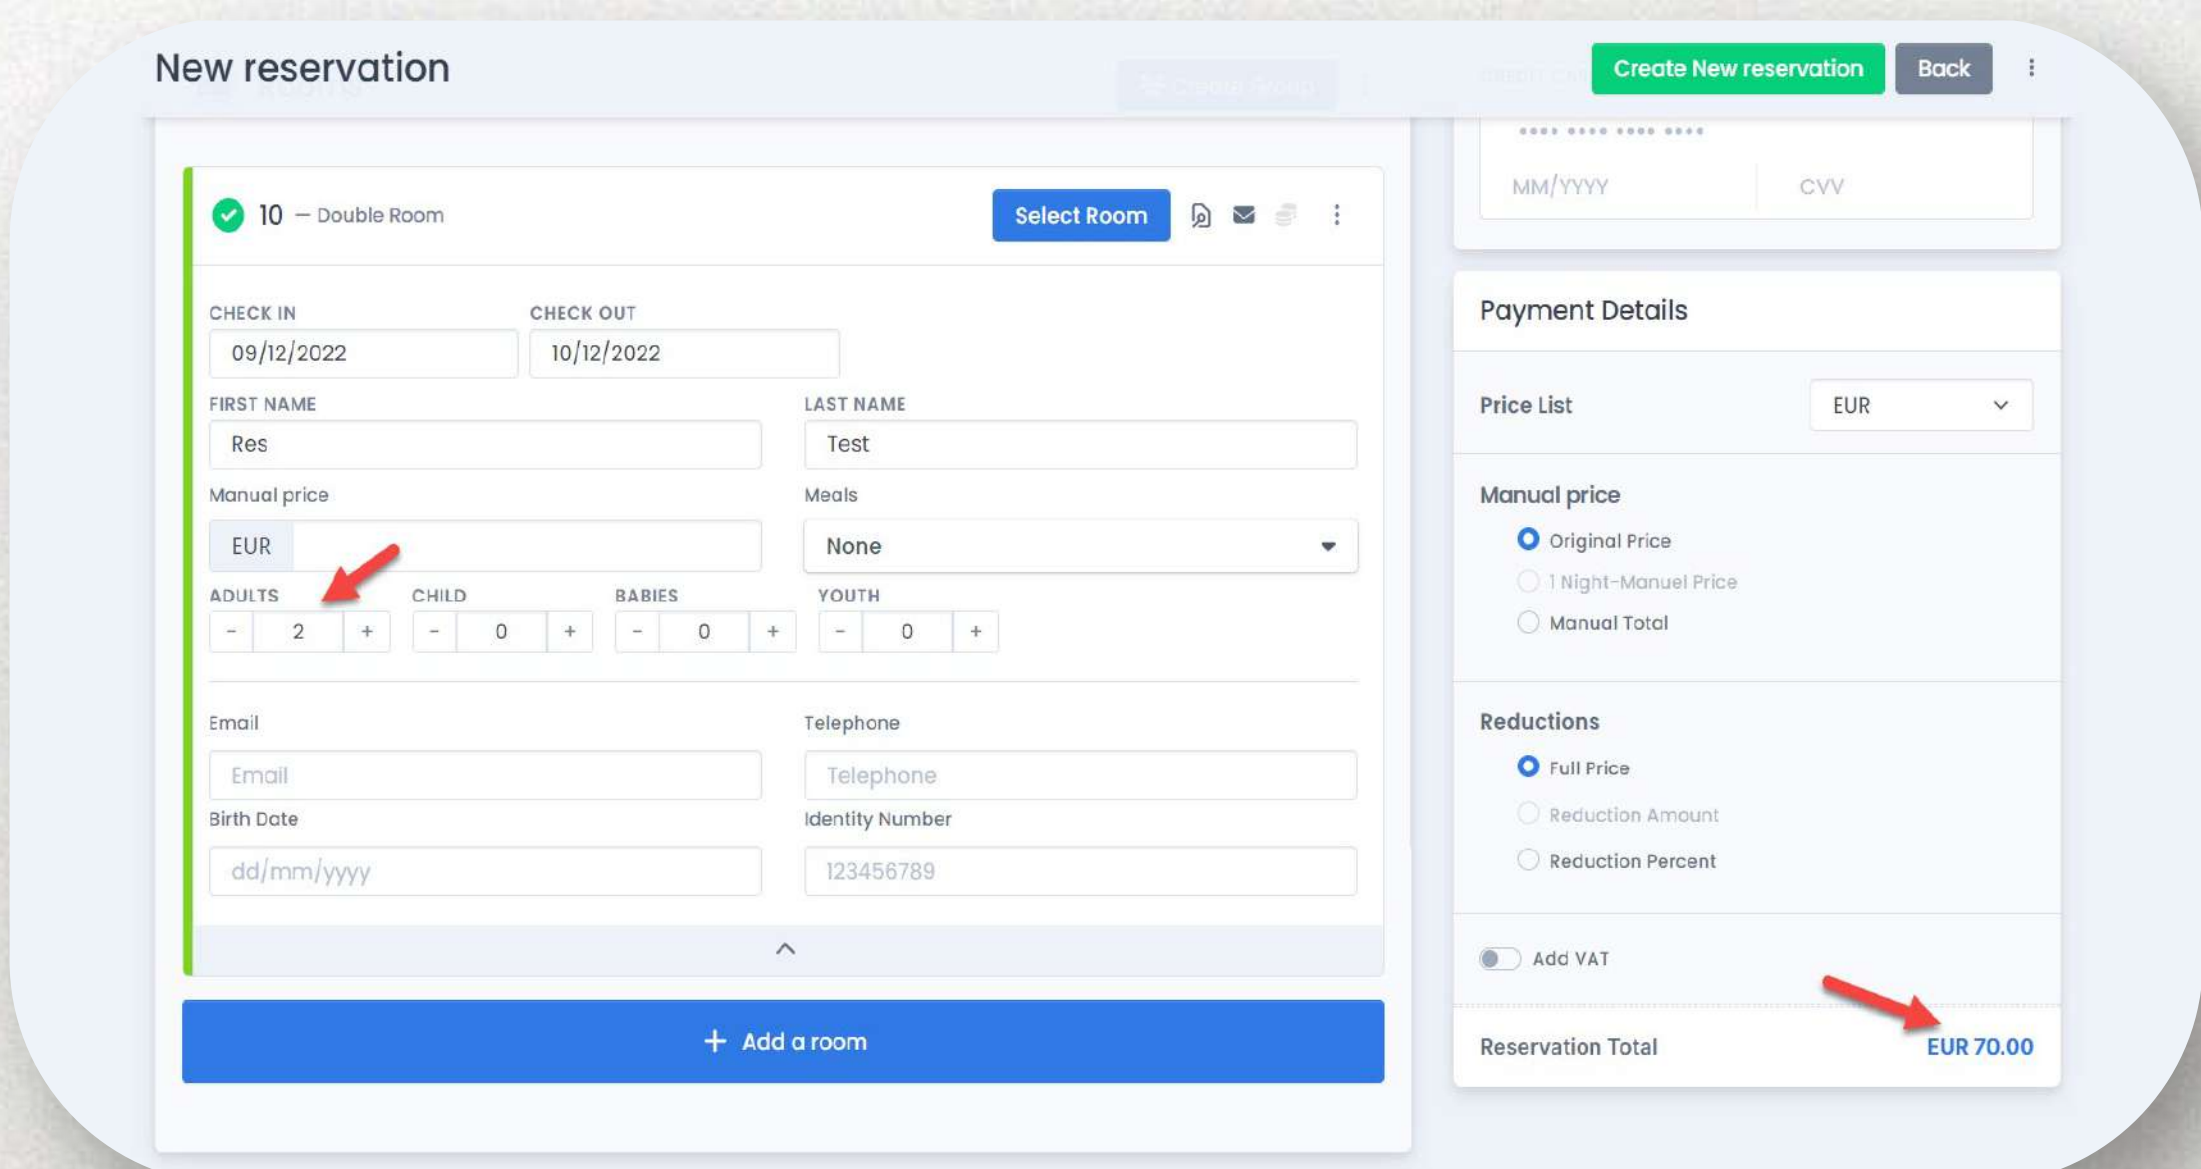 New reservation
Create New reservation
Back
Rooms
Create Group
10 – Double Room
Select Room
CHECK IN
CHECK OUT
09/12/2022
10/12/2022
FIRST NAME
LAST NAME
Res
Test
Manual price
Meals
EUR
None
ADULTS
CHILD
BABIES
YOUTH
- 2 +
- 0 +
- 0 +
- 0 +
Email
Telephone
Email
Telephone
Birth Date
Identity Number
dd/mm/yyyy
123456789
+ Add a room
•••• •••• •••• ••••
MM/YYYY
CVV
Payment Details
Price List
EUR
Manual price
Original Price
1 Night-Manuel Price
Manual Total
Reductions
Full Price
Reduction Amount
Reduction Percent
Add VAT
Reservation Total
EUR 70.00